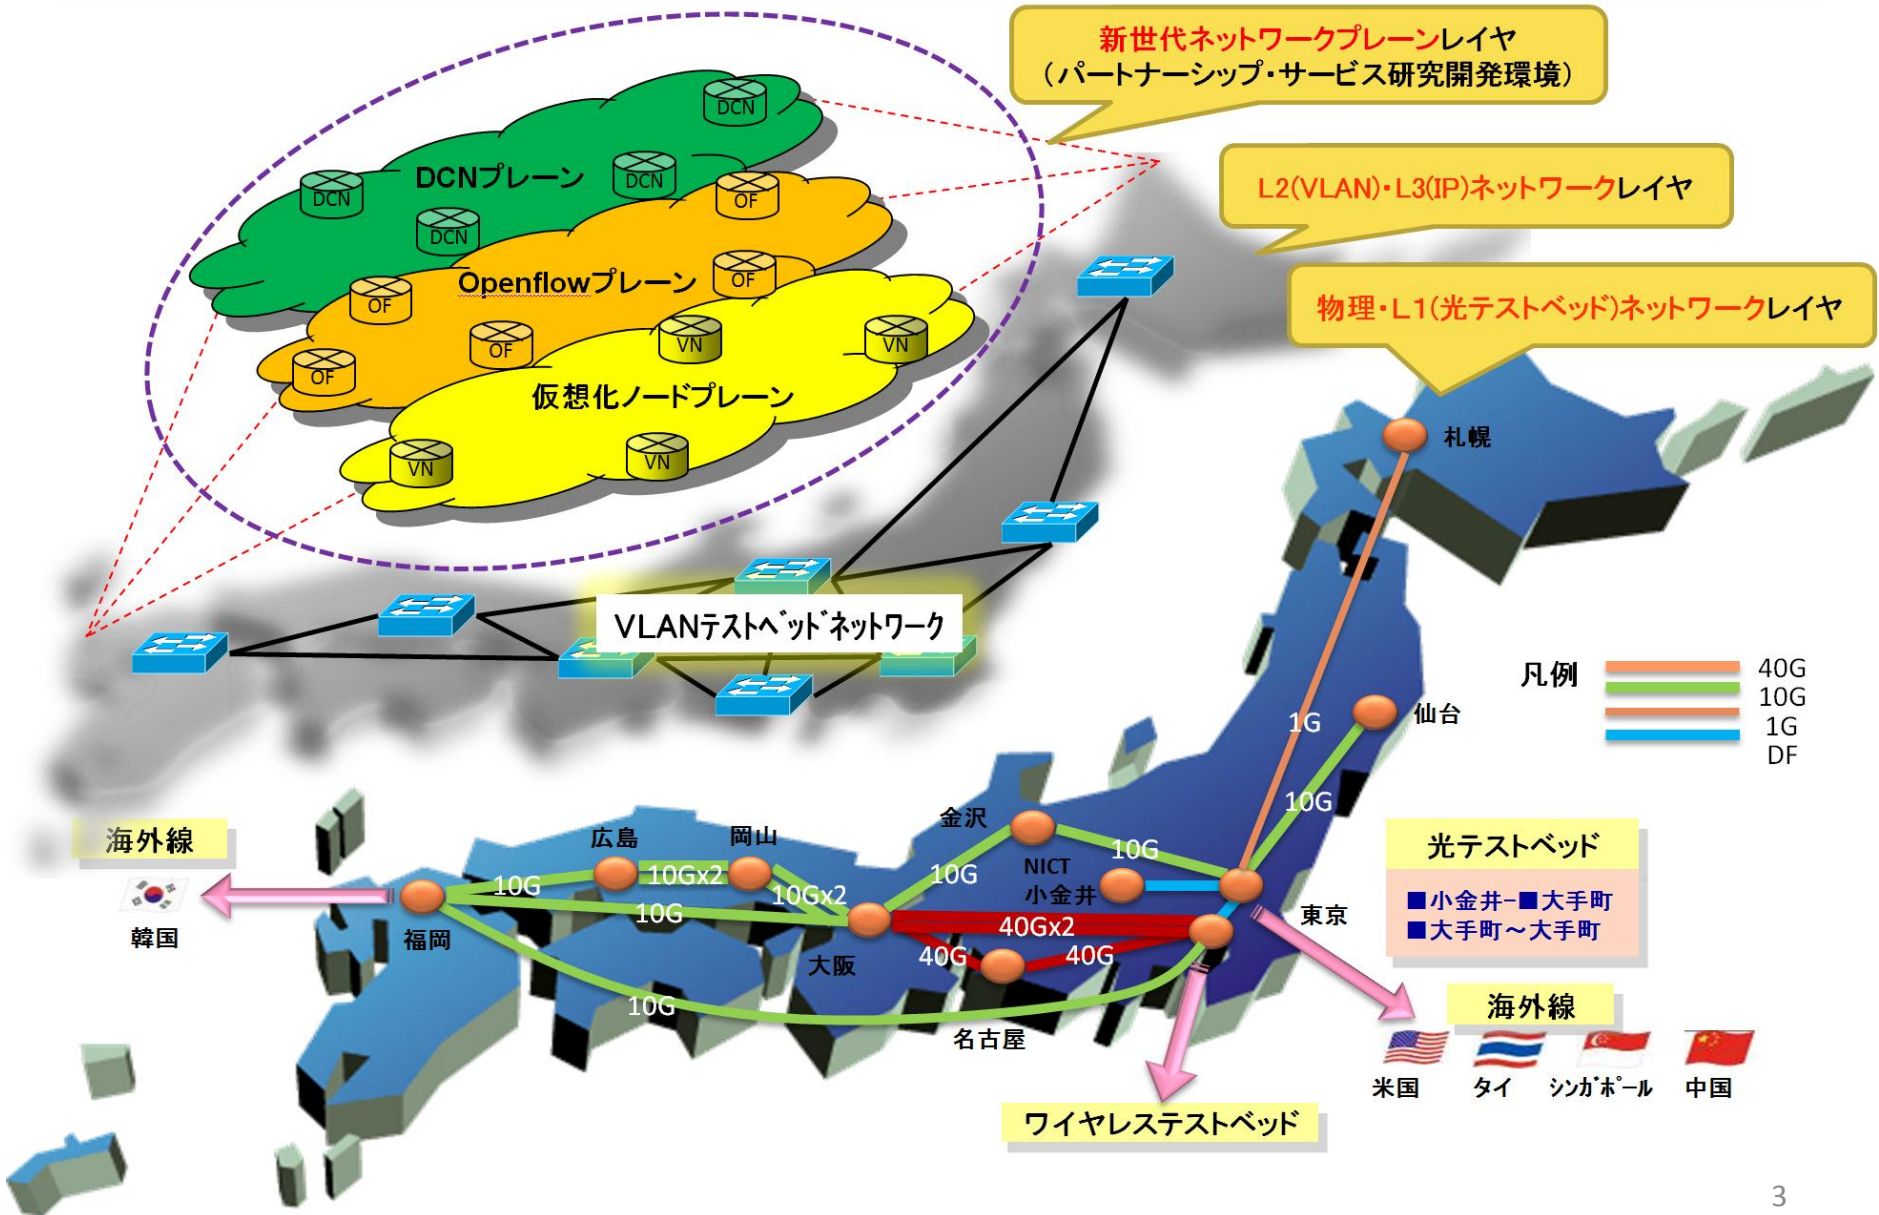 新世代ネットワークプレーンレイヤ
(パートナーシップ・サービス研究開発環境)
L2(VLAN)・L3(IP)ネットワークレイヤ
物理・L1(光テストベッド)ネットワークレイヤ
DCN
DCNプレーン
DCN
DCN
DCN
OF
Openflowプレーン
OF
OF
OF
OF
VN
VN
仮想化ノードプレーン
VN
VN
VLANテストベッドネットワーク
札幌
凡例
40G
10G
1G
DF
1G
仙台
10G
海外線
韓国
福岡
10G
広島
10Gx2
岡山
10Gx2
10G
10G
大阪
10G
金沢
10G
NICT
小金井
40Gx2
40G
40G
名古屋
東京
光テストベッド
■小金井-■大手町
■大手町～大手町
海外線
米国
タイ
シンガポール
中国
ワイヤレステストベッド
3